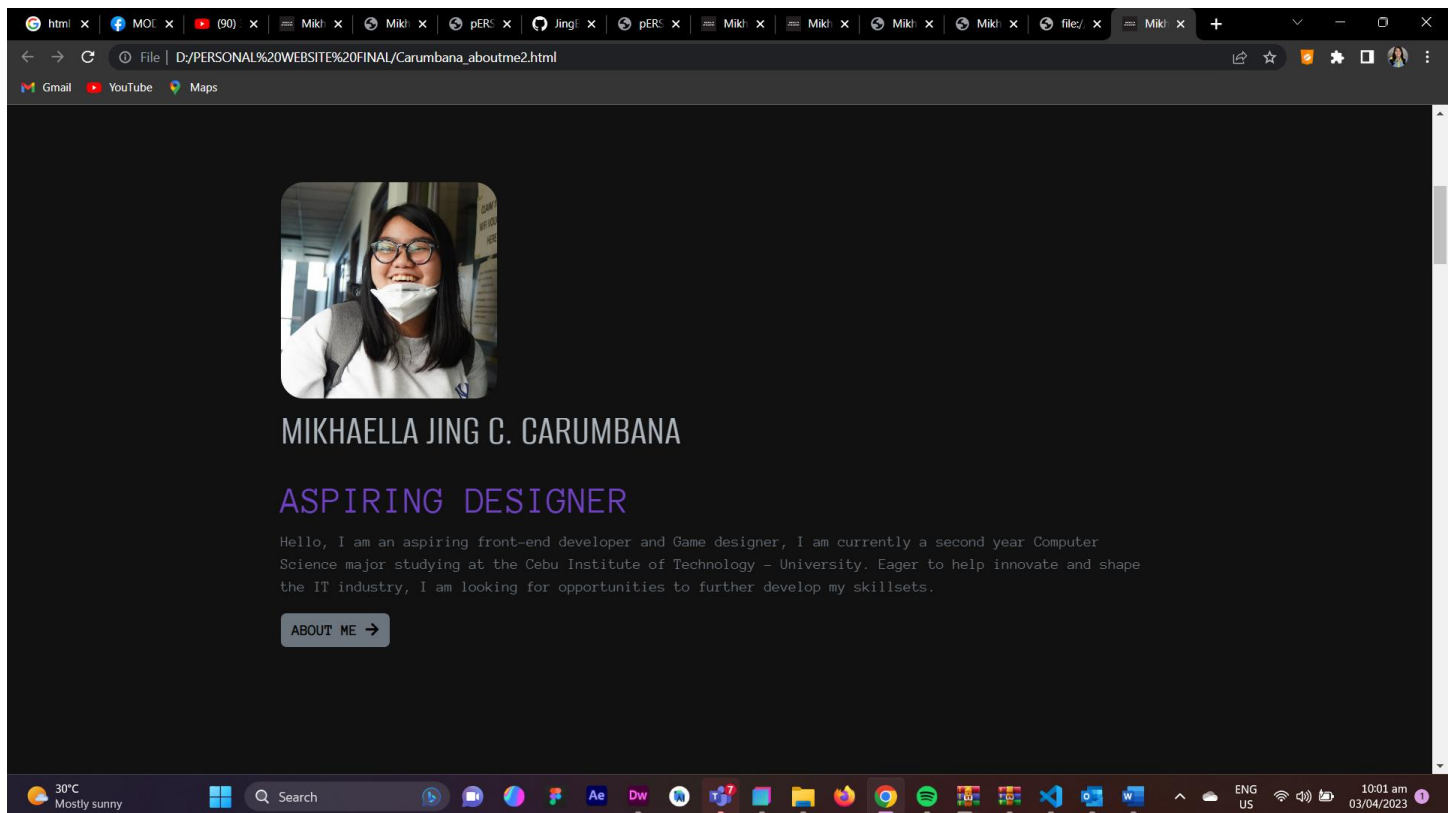 html
MOD
(90)
Mikh
Mikh
pERS
JingE
pERS
Mikh
Mikh
Mikh
Mikh
file:/
Mikh
File | D:/PERSONAL%20WEBSITE%20FINAL/Carumbana_aboutme2.html
Gmail
YouTube
Maps
MIKHAELLA JING C. CARUMBANA
ASPIRING DESIGNER
Hello, I am an aspiring front-end developer and Game designer, I am currently a second year Computer
Science major studying at the Cebu Institute of Technology – University. Eager to help innovate and shape
the IT industry, I am looking for opportunities to further develop my skillsets.
ABOUT ME
30°C
Mostly sunny
Search
Ae
Dw
7
ENG
US
10:01 am
03/04/2023
1